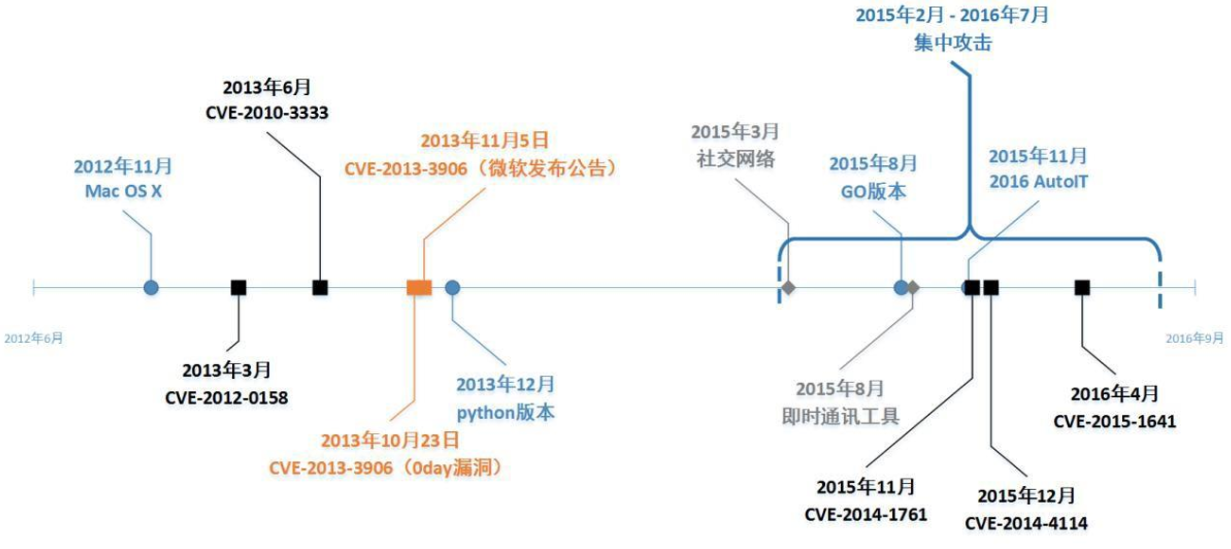 2015年2月 - 2016年7月
集中攻击
2013年6月
CVE-2010-3333
2013年11月5日
CVE-2013-3906（微软发布公告）
2012年11月
Mac OS X
2015年3月
社交网络
2015年8月
GO版本
2015年11月
2016 AutoIT
2012年6月
2016年9月
2013年3月
CVE-2012-0158
2013年12月
python版本
2013年10月23日
CVE-2013-3906（0day漏洞）
2015年8月
即时通讯工具
2016年4月
CVE-2015-1641
2015年11月
CVE-2014-1761
2015年12月
CVE-2014-4114